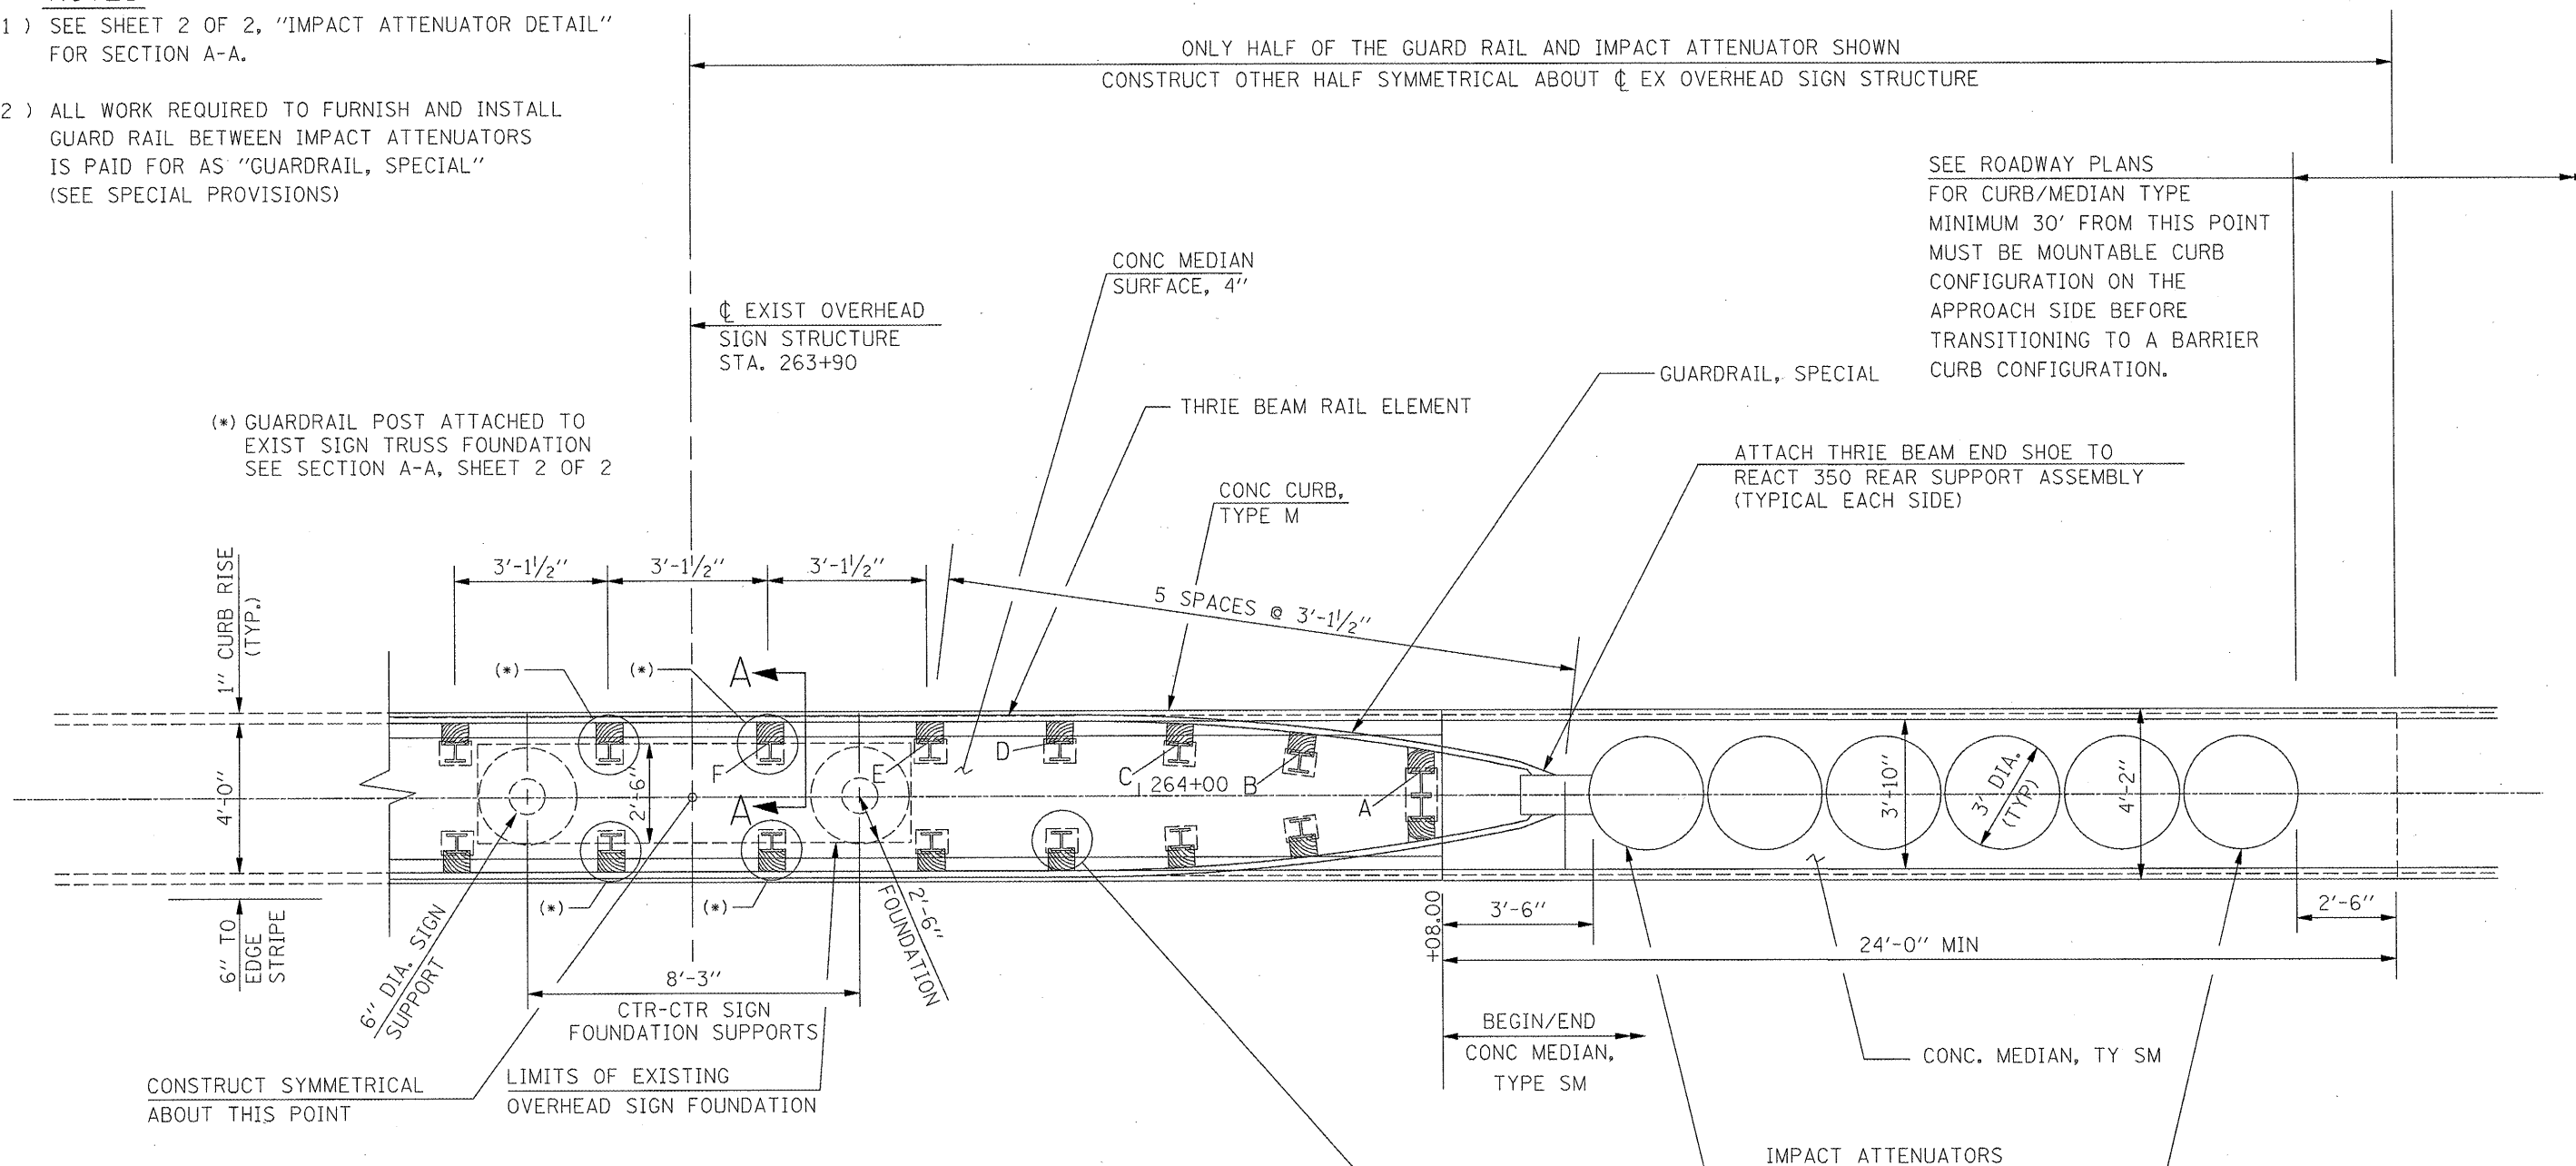 1 ) SEE SHEET 2 OF 2, "IMPACT ATTENUATOR DETAIL"
FOR SECTION A-A.
2 ) ALL WORK REQUIRED TO FURNISH AND INSTALL
GUARD RAIL BETWEEN IMPACT ATTENUATORS
IS PAID FOR AS "GUARDRAIL, SPECIAL"
(SEE SPECIAL PROVISIONS)
ONLY HALF OF THE GUARD RAIL AND IMPACT ATTENUATOR SHOWN
CONSTRUCT OTHER HALF SYMMETRICAL ABOUT ℄ EX OVERHEAD SIGN STRUCTURE
SEE ROADWAY PLANS
FOR CURB/MEDIAN TYPE
MINIMUM 30' FROM THIS POINT
MUST BE MOUNTABLE CURB
CONFIGURATION ON THE
APPROACH SIDE BEFORE
TRANSITIONING TO A BARRIER
CURB CONFIGURATION.
CONC MEDIAN
SURFACE, 4"
℄ EXIST OVERHEAD
SIGN STRUCTURE
STA. 263+90
GUARDRAIL, SPECIAL
THRIE BEAM RAIL ELEMENT
(*) GUARDRAIL POST ATTACHED TO
EXIST SIGN TRUSS FOUNDATION
SEE SECTION A-A, SHEET 2 OF 2
ATTACH THRIE BEAM END SHOE TO
REACT 350 REAR SUPPORT ASSEMBLY
(TYPICAL EACH SIDE)
CONC CURB,
TYPE M
1" CURB RISE
(TYP.)
3'-1½"
3'-1½"
3'-1½"
5 SPACES @ 3'-1½"
(*)
(*)
A
A
F
E
D
C
B
A
264+00
2'-6"
4'-0"
3'-10"
3' DIA.
(TYP)
4'-2"
(*)
(*)
6" TO
EDGE
STRIPE
6" DIA. SIGN
SUPPORT
2'-6"
FOUNDATION
8'-3"
CTR-CTR SIGN
FOUNDATION SUPPORTS
+08.00
3'-6"
2'-6"
24'-0" MIN
BEGIN/END
CONC MEDIAN,
TYPE SM
CONC. MEDIAN, TY SM
CONSTRUCT SYMMETRICAL
ABOUT THIS POINT
LIMITS OF EXISTING
OVERHEAD SIGN FOUNDATION
IMPACT ATTENUATORS